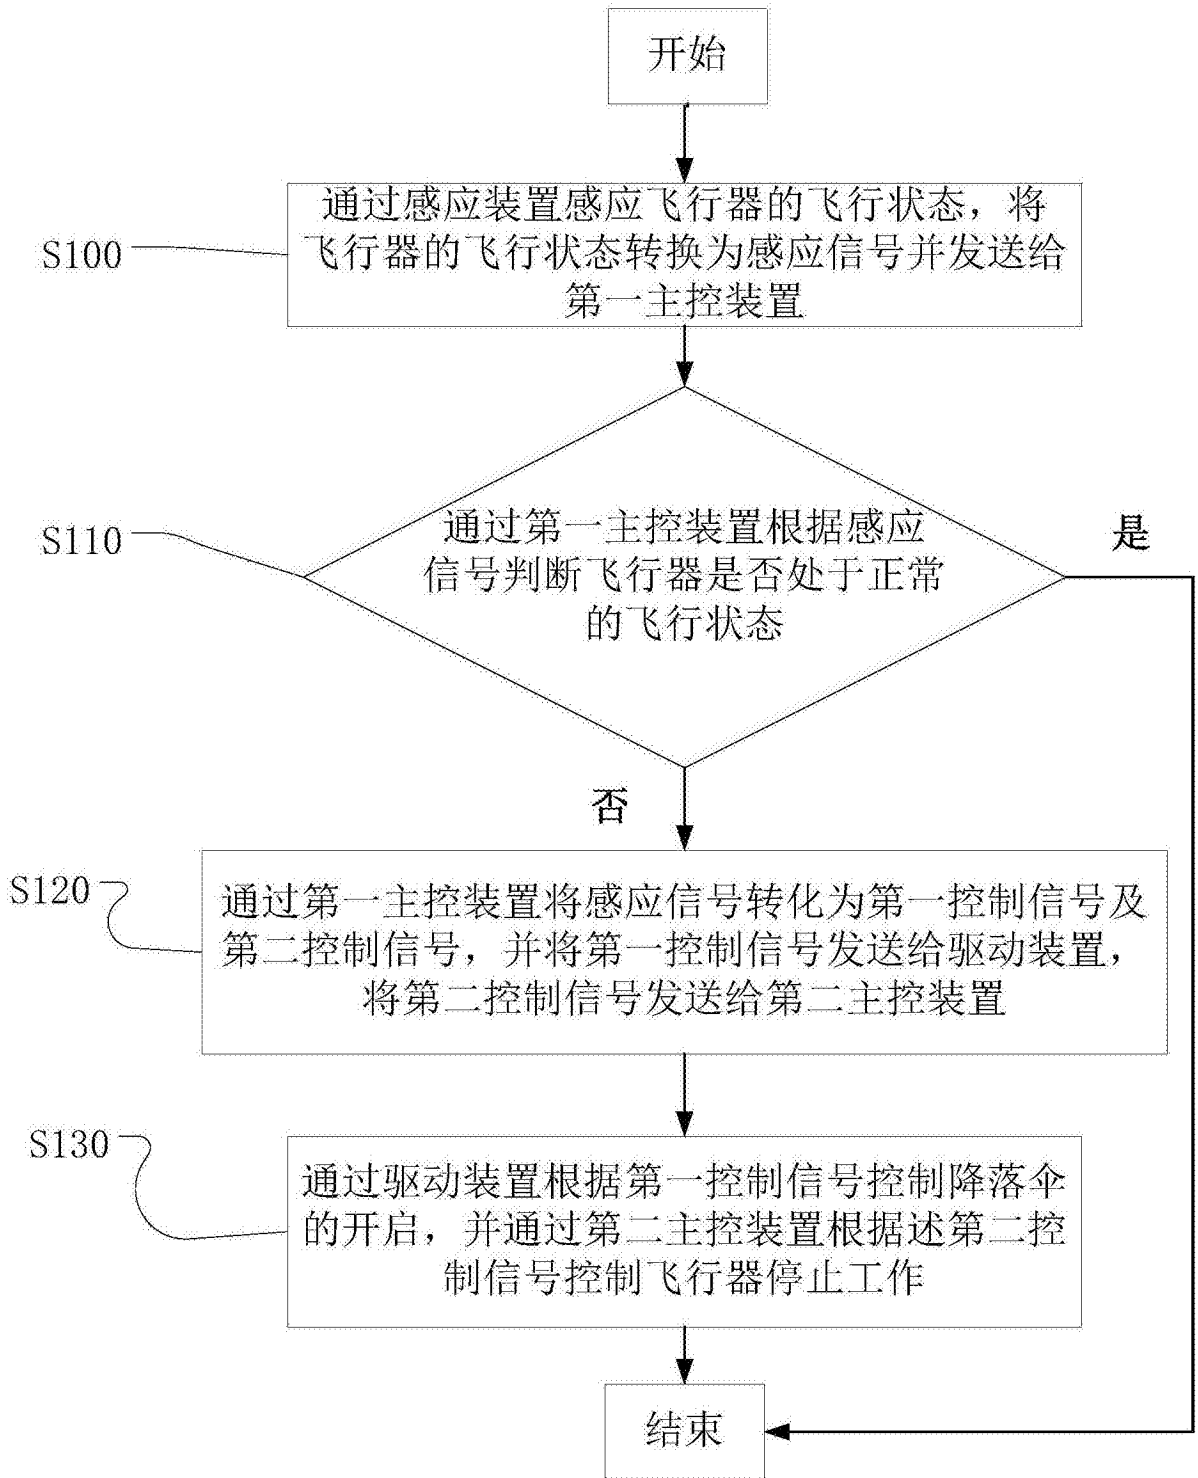 开始
S100
通过感应装置感应飞行器的飞行状态，将
飞行器的飞行状态转换为感应信号并发送给
第一主控装置
S110
通过第一主控装置根据感应
信号判断飞行器是否处于正常
的飞行状态
是
否
S120
通过第一主控装置将感应信号转化为第一控制信号及
第二控制信号，并将第一控制信号发送给驱动装置，
将第二控制信号发送给第二主控装置
S130
通过驱动装置根据第一控制信号控制降落伞
的开启，并通过第二主控装置根据述第二控
制信号控制飞行器停止工作
结束